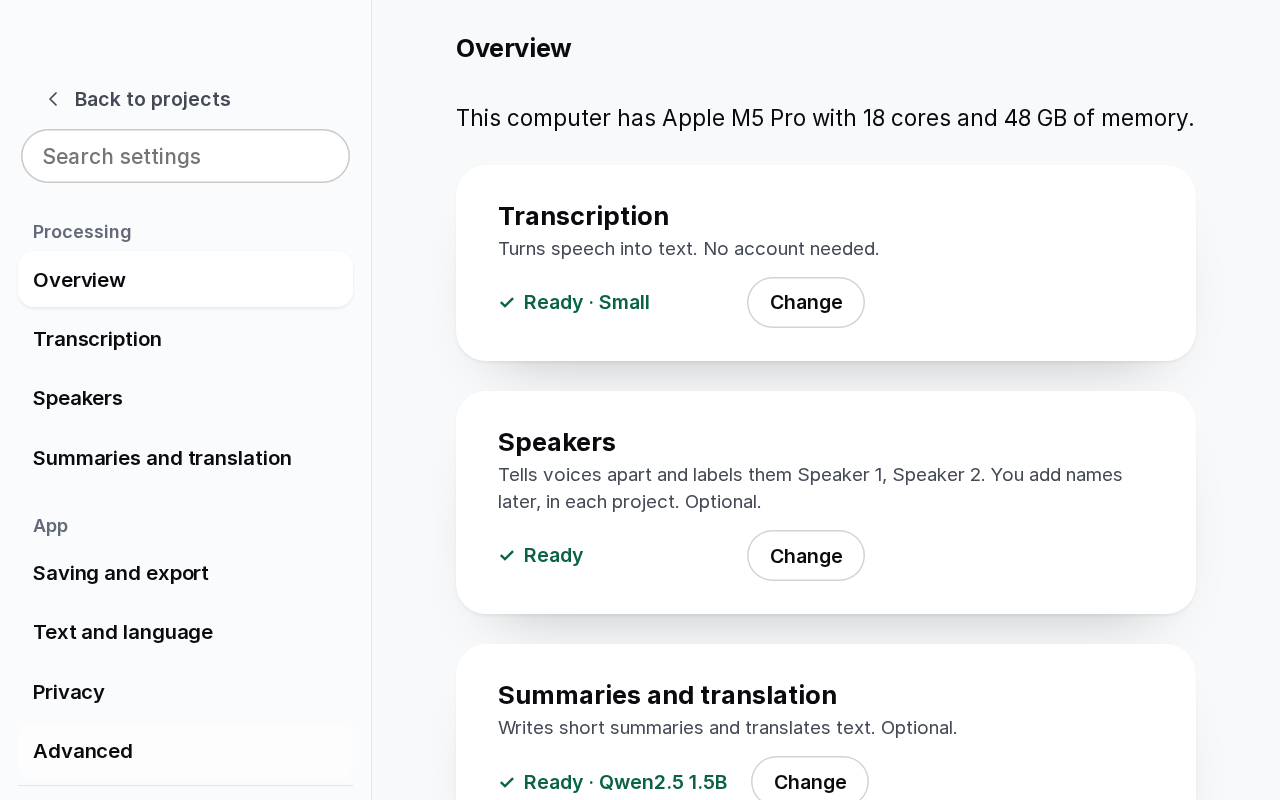 Back to projects
Search settings
Processing
Overview
Transcription
Speakers
Summaries and translation
App
Saving and export
Text and language
Privacy
Advanced
Overview
This computer has Apple M5 Pro with 18 cores and 48 GB of memory.
Transcription
Turns speech into text. No account needed.
✓ Ready · Small
Change
Speakers
Tells voices apart and labels them Speaker 1, Speaker 2. You add names
later, in each project. Optional.
✓ Ready
Change
Summaries and translation
Writes short summaries and translates text. Optional.
✓ Ready · Qwen2.5 1.5B
Change